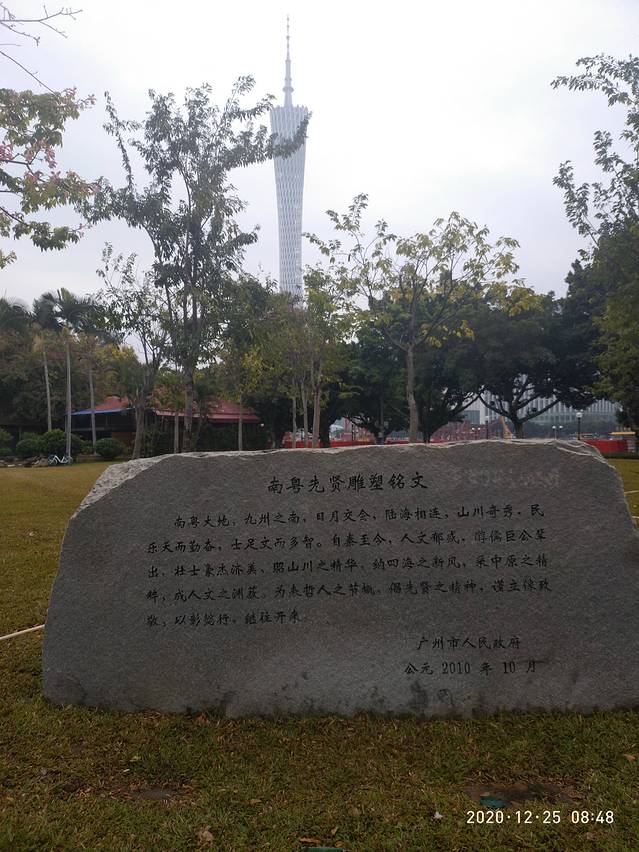 南粤先贤雕塑铭文
南粤大地，九州之南，日月交会，陆海相连，山川奇秀，民
乐天而勤奋，士足文而多智。自秦至今，人文郁盛，醇儒巨公辈
出，壮士豪杰济美、昭山川之精华，纳四海之新风，采中原之精
粹，成人文之渊薮。为表哲人之节概，倡先贤之精神，谨立像致
敬，以彰懿行，继往开来
广州市人民政府
公元 2010 年 10 月
2020·12·25 08:48